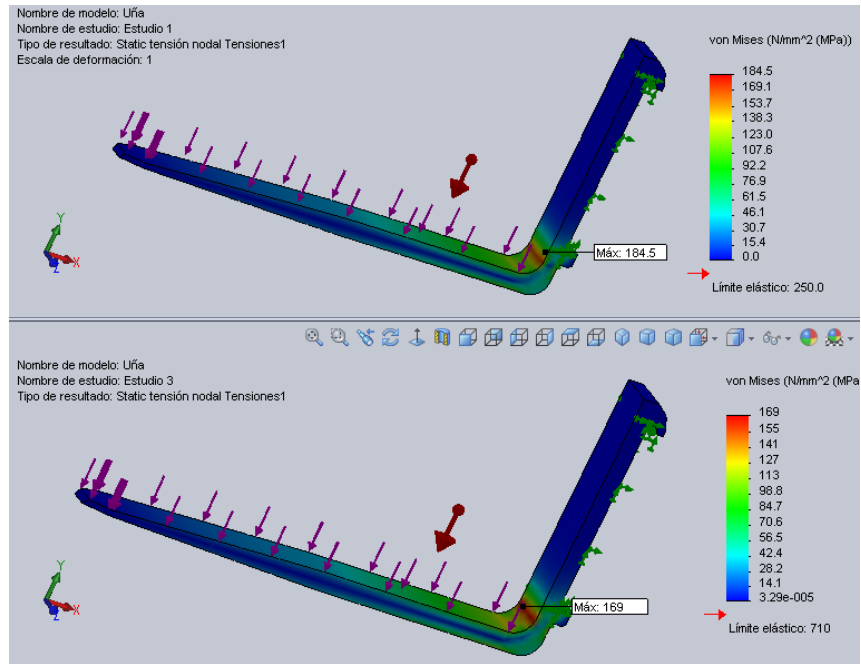 Nombre de modelo: Uña
Nombre de estudio: Estudio 1
Tipo de resultado: Static tensión nodal Tensiones1
Escala de deformación: 1
von Mises (N/mm^2 (MPa))
184.5
169.1
153.7
138.3
123.0
107.6
92.2
76.9
61.5
46.1
30.7
15.4
0.0
Límite elástico: 250.0
Máx: 184.5
Y
X
Z
Nombre de modelo: Uña
Nombre de estudio: Estudio 3
Tipo de resultado: Static tensión nodal Tensiones1
von Mises (N/mm^2 (MPa
169
155
141
127
113
98.8
84.7
70.6
56.5
42.4
28.2
14.1
3.29e-005
Límite elástico: 710
Máx: 169
Y
X
Z